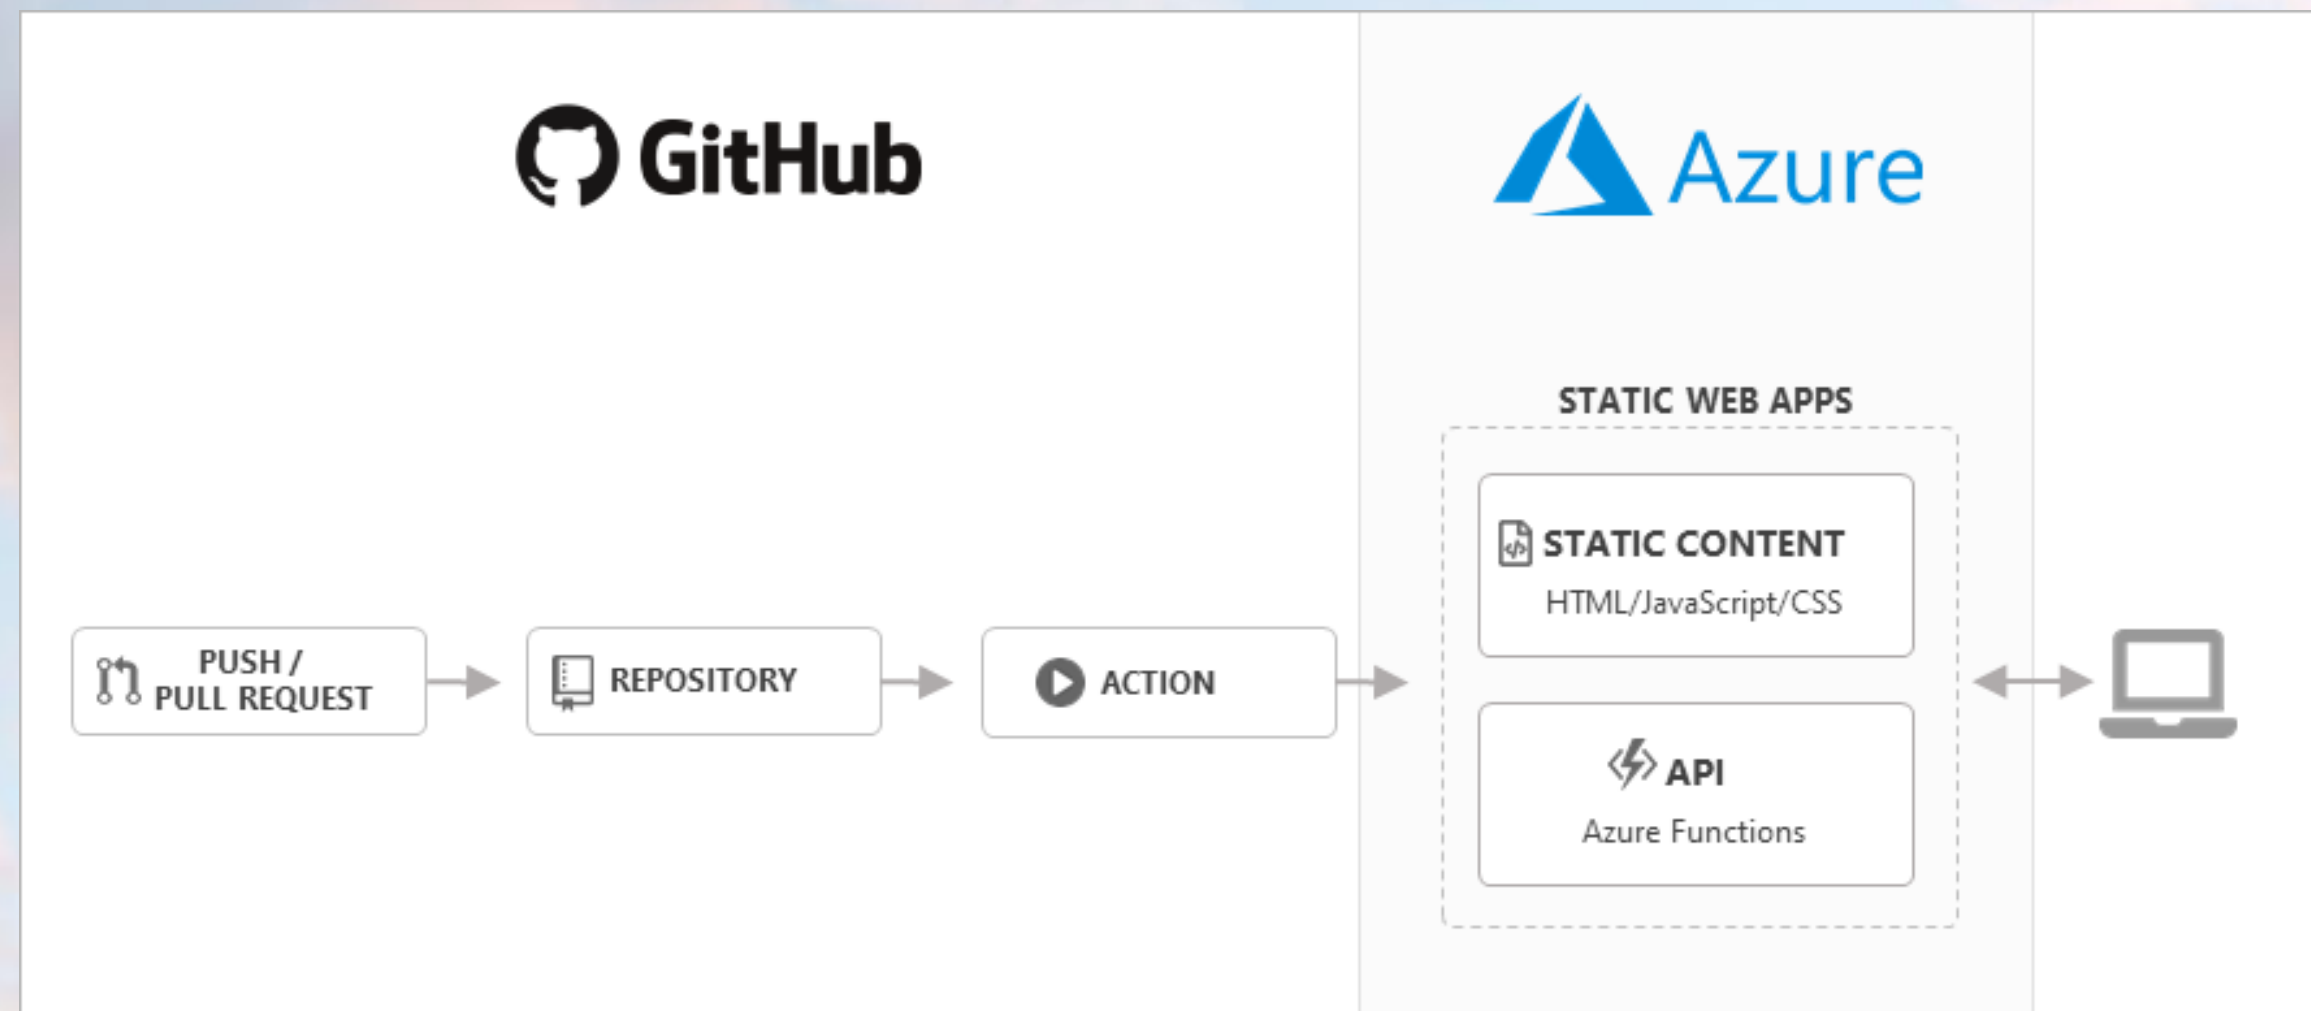 GitHub
Azure
STATIC WEB APPS
STATIC CONTENT
HTML/JavaScript/CSS
PUSH /
PULL REQUEST
REPOSITORY
ACTION
API
Azure Functions